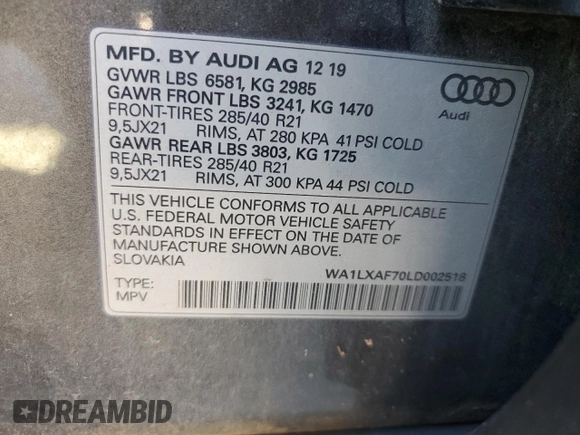 MFD. BY AUDI AG 12 19
GVWR LBS 6581, KG 2985
GAWR FRONT LBS 3241, KG 1470
FRONT-TIRES 285/40 R21
9,5JX21 RIMS, AT 280 KPA 41 PSI COLD
GAWR REAR LBS 3803, KG 1725
REAR-TIRES 285/40 R21
9,5JX21 RIMS, AT 300 KPA 44 PSI COLD
Audi
THIS VEHICLE CONFORMS TO ALL APPLICABLE
U.S. FEDERAL MOTOR VEHICLE SAFETY
STANDARDS IN EFFECT ON THE DATE OF
MANUFACTURE SHOWN ABOVE.
SLOVAKIA
WA1LXAF70LD002518
TYPE:
MPV
DREAMBID